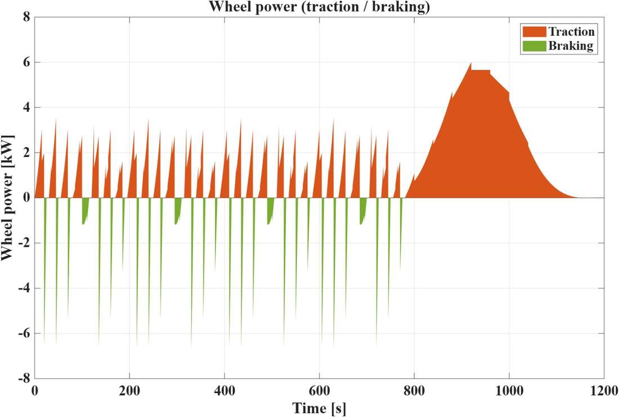 Wheel power (traction / braking)
Traction
Braking
Wheel power [kW]
8
6
4
2
0
-2
-4
-6
-8
0 200 400 600 800 1000 1200
Time [s]